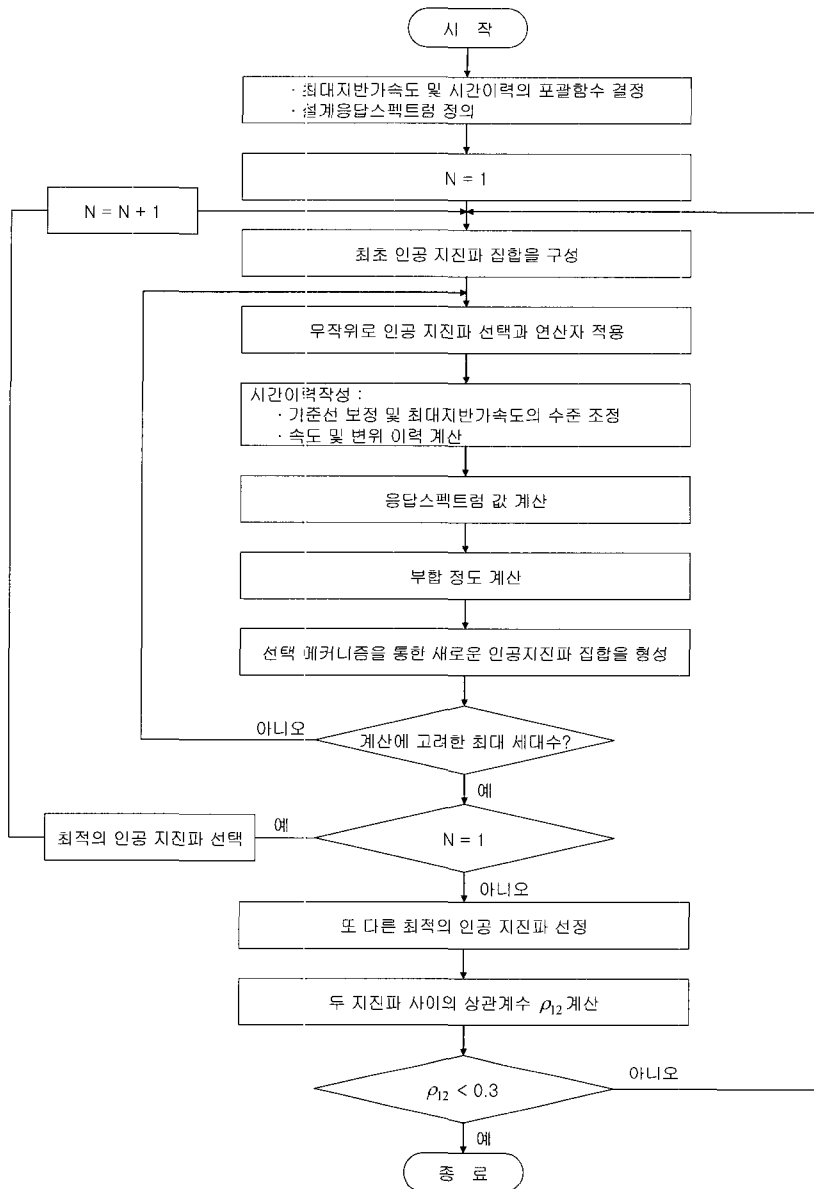 시 작
· 최대지반가속도 및 시간이력의 포괄함수 결정
· 설계응답스펙트럼 정의
N = 1
N = N + 1
최초 인공 지진파 집합을 구성
무작위로 인공 지진파 선택과 연산자 적용
시간이력작성 :
· 기준선 보정 및 최대지반가속도의 수준 조정
· 속도 및 변위 이력 계산
응답스펙트럼 값 계산
부합 정도 계산
선택 메커니즘을 통한 새로운 인공지진파 집합을 형성
아니오
계산에 고려한 최대 세대수?
예
최적의 인공 지진파 선택
예
N = 1
아니오
또 다른 최적의 인공 지진파 선정
두 지진파 사이의 상관계수 ρ₁₂ 계산
아니오
ρ₁₂ < 0.3
예
종 료